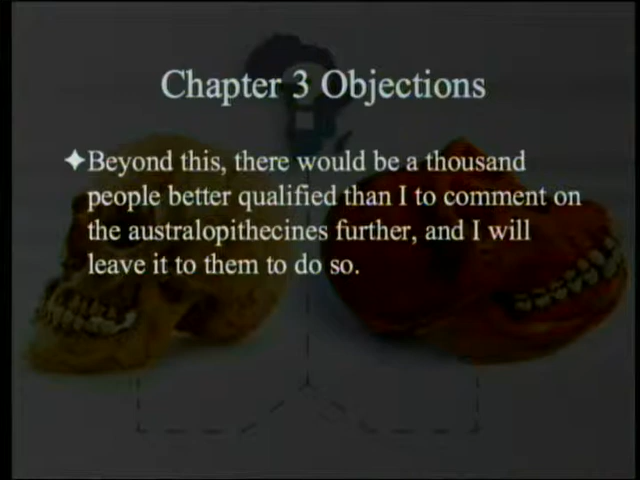 Chapter 3 Objections
✦Beyond this, there would be a thousand
people better qualified than I to comment on
the australopithecines further, and I will
leave it to them to do so.